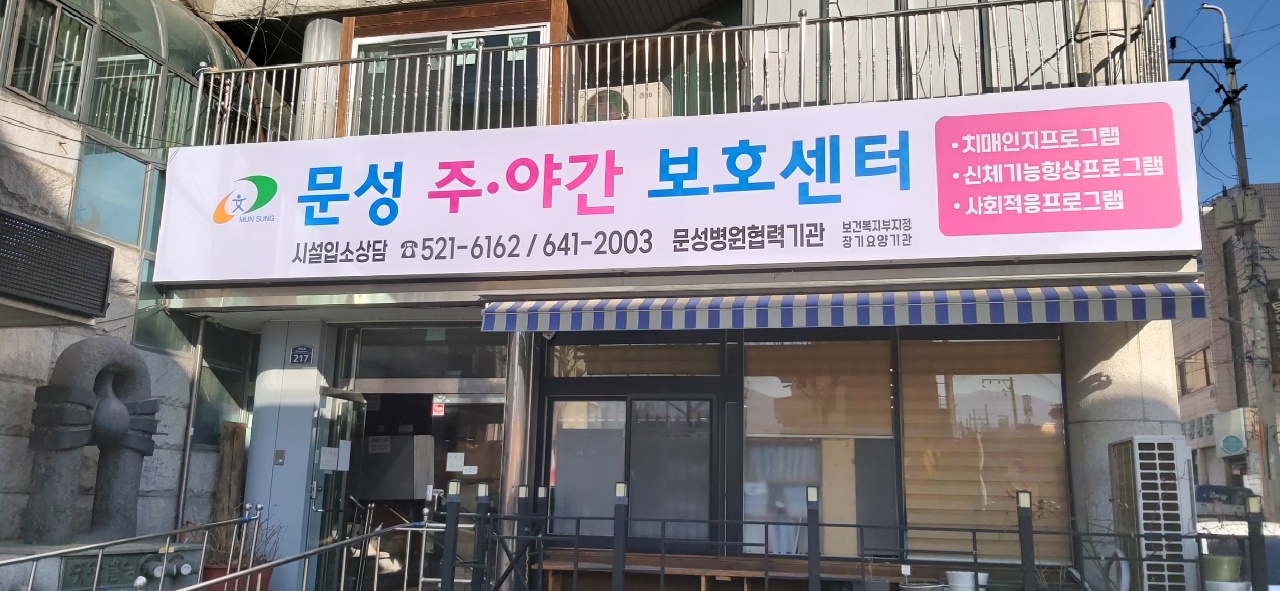 文
MUN SUNG
문성 주·야간 보호센터
시설입소상담 ☎521-6162 / 641-2003 문성병원협력기관
보건복지부지정
장기요양기관
• 치매인지프로그램
• 신체기능향상프로그램
• 사회적응프로그램
217